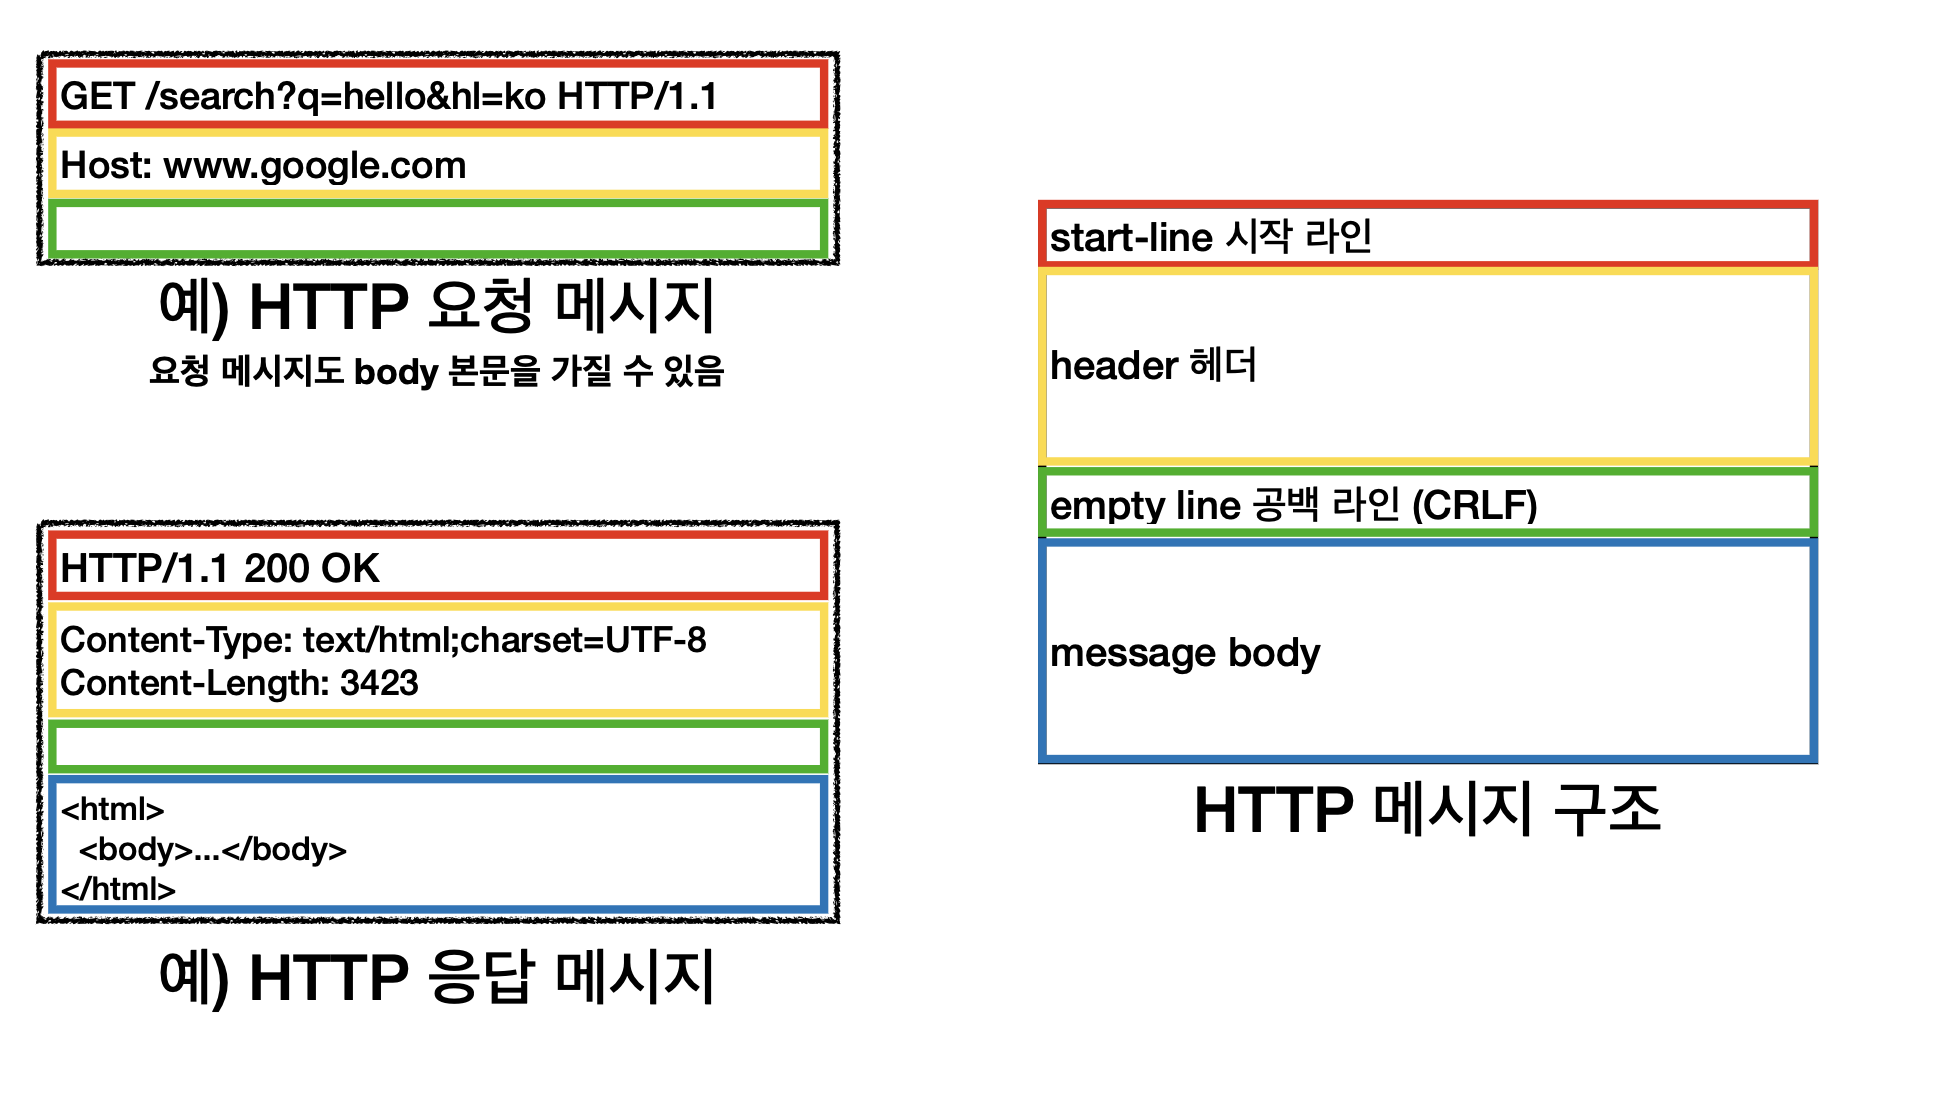 GET /search?q=hello&hl=ko HTTP/1.1
Host: www.google.com
예) HTTP 요청 메시지
요청 메시지도 body 본문을 가질 수 있음
HTTP/1.1 200 OK
Content-Type: text/html;charset=UTF-8
Content-Length: 3423
<html>
<body>...</body>
</html>
예) HTTP 응답 메시지
start-line 시작 라인
header 헤더
empty line 공백 라인 (CRLF)
message body
HTTP 메시지 구조